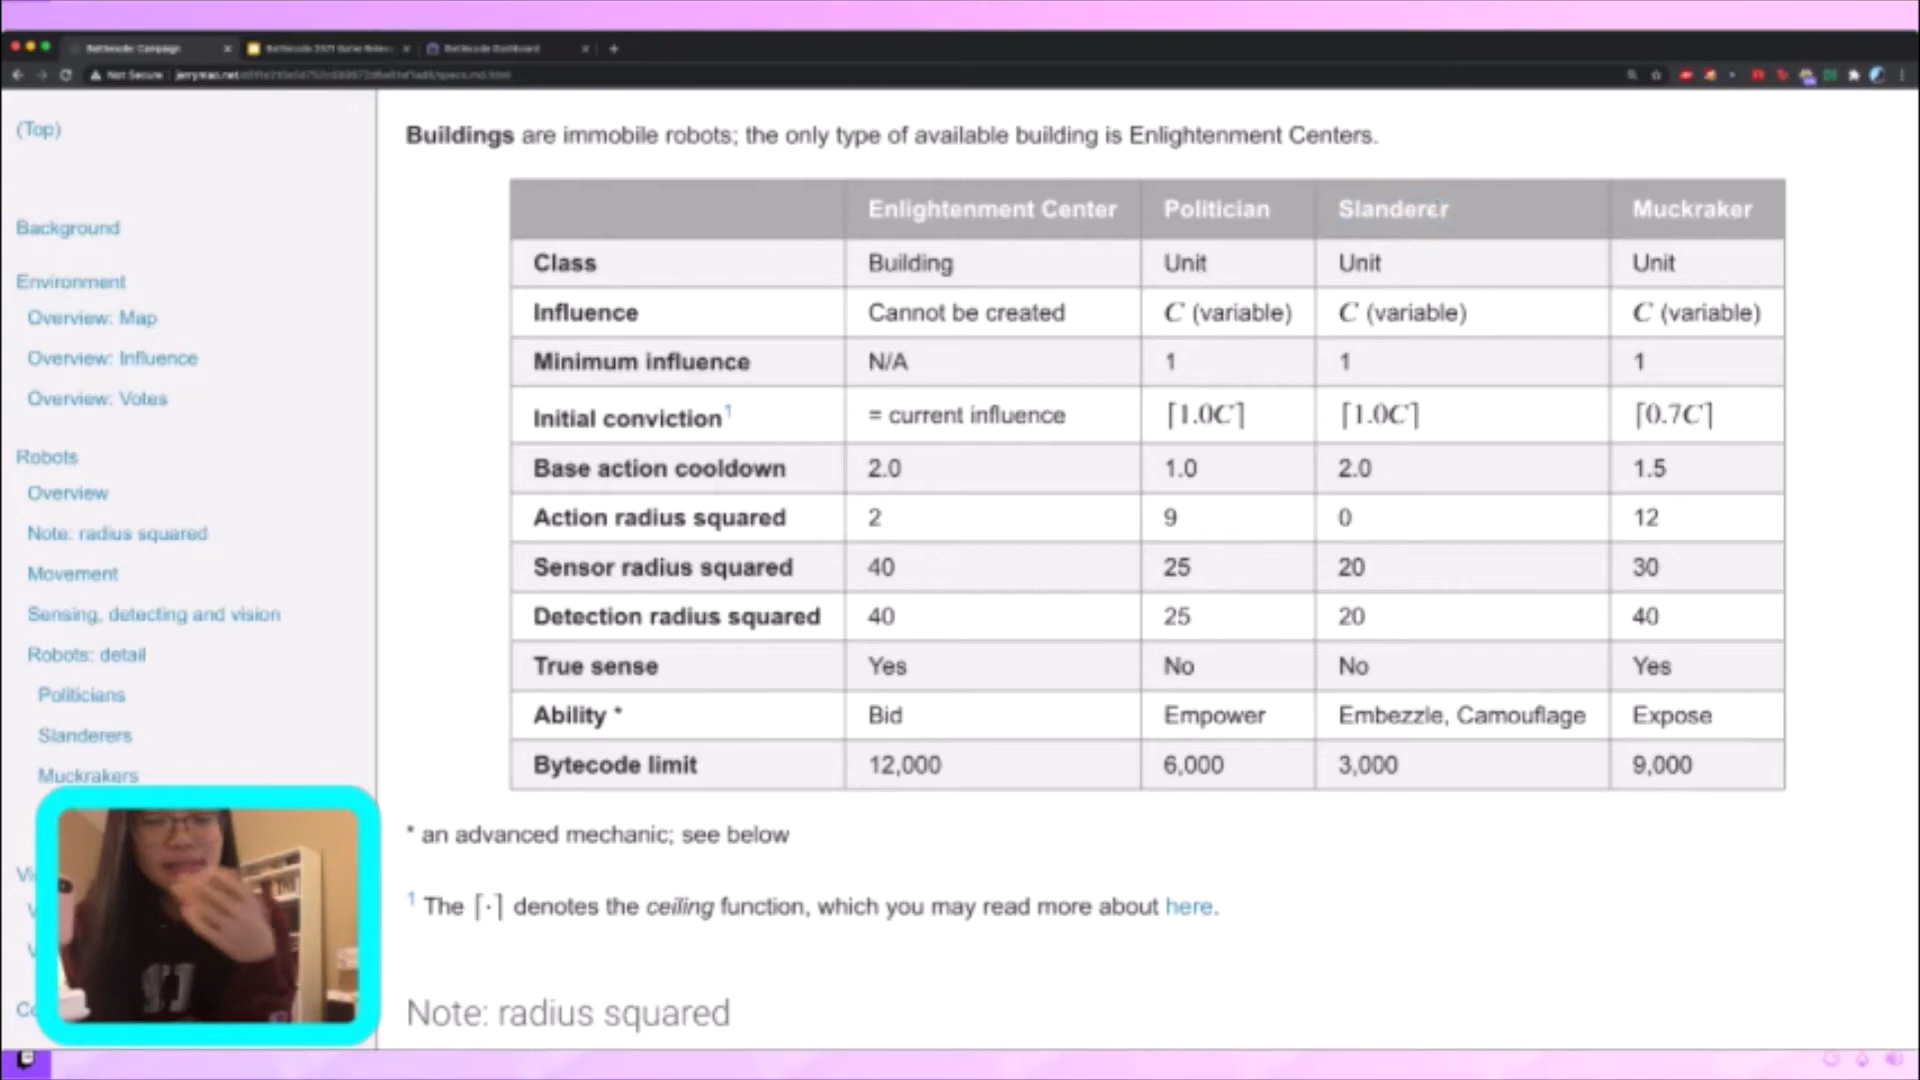 Battlecode: Campaign
Battlecode Dashboard
Not Secure
(Top)
Background
Environment
Overview: Map
Overview: Influence
Overview: Votes
Robots
Overview
Note: radius squared
Movement
Sensing, detecting and vision
Robots: detail
Politicians
Slanderers
Muckrakers
Buildings are immobile robots; the only type of available building is Enlightenment Centers.
Enlightenment Center Politician Slanderer Muckraker
Class Building Unit Unit Unit
Influence Cannot be created C (variable) C (variable) C (variable)
Minimum influence N/A 1 1 1
Initial conviction¹ = current influence ⌈1.0C⌉ ⌈1.0C⌉ ⌈0.7C⌉
Base action cooldown 2.0 1.0 2.0 1.5
Action radius squared 2 9 0 12
Sensor radius squared 40 25 20 30
Detection radius squared 40 25 20 40
True sense Yes No No Yes
Ability * Bid Empower Embezzle, Camouflage Expose
Bytecode limit 12,000 6,000 3,000 9,000
* an advanced mechanic; see below
¹ The ⌈·⌉ denotes the ceiling function, which you may read more about here.
Note: radius squared